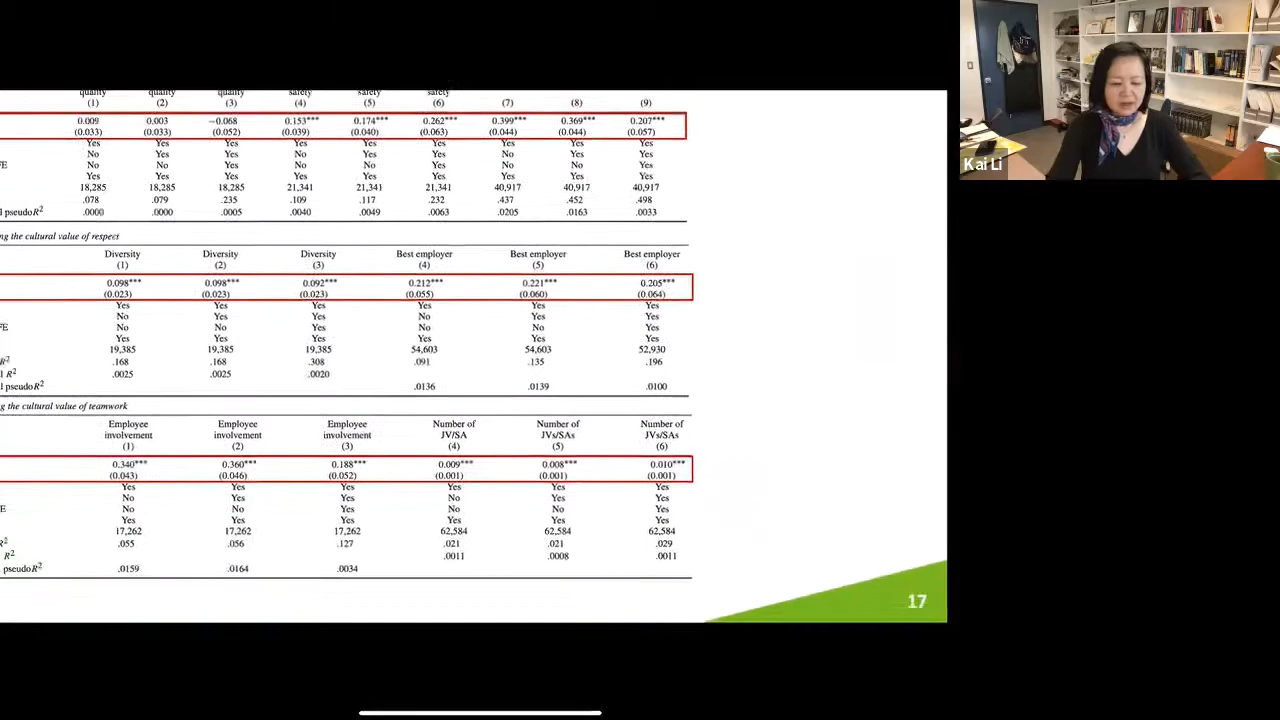 quality quality quality safety safety safety
(1) (2) (3) (4) (5) (6) (7) (8) (9)
0.009 0.003 −0.068 0.153*** 0.174*** 0.262*** 0.399*** 0.369*** 0.207***
(0.033) (0.033) (0.052) (0.039) (0.040) (0.063) (0.044) (0.044) (0.057)
Yes Yes Yes Yes Yes Yes Yes Yes Yes
No Yes Yes No Yes Yes No Yes Yes
FE No No Yes No No Yes No No Yes
Yes Yes Yes Yes Yes Yes Yes Yes Yes
18,285 18,285 18,285 21,341 21,341 21,341 40,917 40,917 40,917
.078 .079 .235 .109 .117 .232 .437 .452 .498
l pseudoR2 .0000 .0000 .0005 .0040 .0049 .0063 .0205 .0163 .0033
ng the cultural value of respect
Diversity Diversity Diversity Best employer Best employer Best employer
(1) (2) (3) (4) (5) (6)
0.098*** 0.098*** 0.092*** 0.212*** 0.221*** 0.205***
(0.023) (0.023) (0.023) (0.055) (0.060) (0.064)
Yes Yes Yes Yes Yes Yes
No Yes Yes No Yes Yes
FE No No Yes No No Yes
Yes Yes Yes Yes Yes Yes
19,385 19,385 19,385 54,603 54,603 52,930
R2 .168 .168 .308 .091 .135 .196
l R2 .0025 .0025 .0020
l pseudoR2 .0136 .0139 .0100
g the cultural value of teamwork
Employee Employee Employee Number of Number of Number of
involvement involvement involvement JV/SA JVs/SAs JVs/SAs
(1) (2) (3) (4) (5) (6)
0.340*** 0.360*** 0.188*** 0.009*** 0.008*** 0.010***
(0.043) (0.046) (0.052) (0.001) (0.001) (0.001)
Yes Yes Yes Yes Yes Yes
No Yes Yes No Yes Yes
E No No Yes No No Yes
Yes Yes Yes Yes Yes Yes
17,262 17,262 17,262 62,584 62,584 62,584
R2 .055 .056 .127 .021 .021 .029
R2 .0011 .0008 .0011
pseudoR2 .0159 .0164 .0034
17
Kai Li